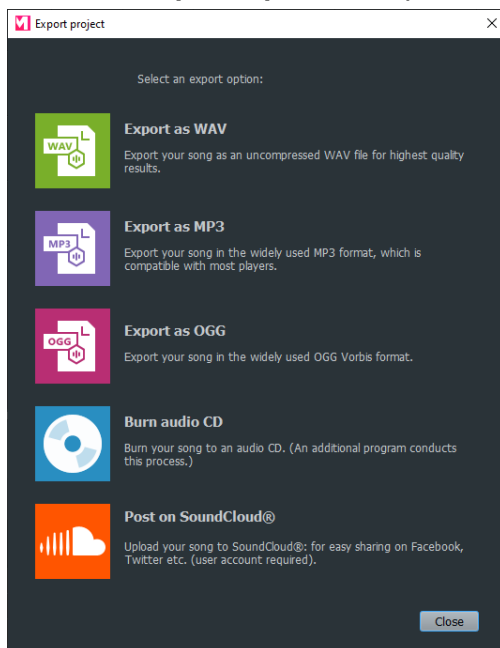 Export project
Select an export option:
WAV
Export as WAV
Export your song as an uncompressed WAV file for highest quality
results.
MP3
Export as MP3
Export your song in the widely used MP3 format, which is
compatible with most players.
OGG
Export as OGG
Export your song in the widely used OGG Vorbis format.
Burn audio CD
Burn your song to an audio CD. (An additional program conducts
this process.)
Post on SoundCloud®
Upload your song to SoundCloud®: for easy sharing on Facebook,
Twitter etc. (user account required).
Close